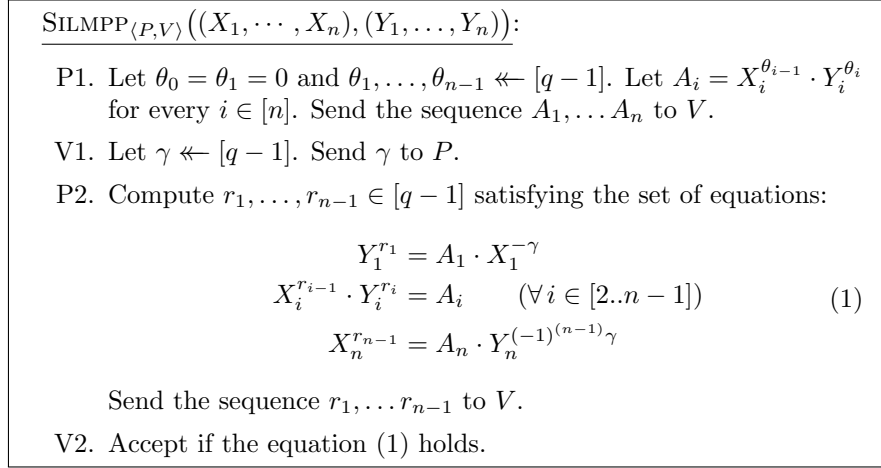 SILMPP⟨P,V⟩((X₁, ⋯ , Xₙ), (Y₁, …, Yₙ)):
P1. Let θ₀ = θ₁ = 0 and θ₁, …, θₙ₋₁ ↞ [q − 1]. Let Aᵢ = Xᵢ^{θᵢ₋₁} · Yᵢ^{θᵢ}
for every i ∈ [n]. Send the sequence A₁, … Aₙ to V.
V1. Let γ ↞ [q − 1]. Send γ to P.
P2. Compute r₁, …, rₙ₋₁ ∈ [q − 1] satisfying the set of equations:
Y₁^{r₁} = A₁ · X₁^{−γ}
Xᵢ^{rᵢ₋₁} · Yᵢ^{rᵢ} = Aᵢ (∀ i ∈ [2..n − 1]) (1)
Xₙ^{rₙ₋₁} = Aₙ · Yₙ^{(−1)^{(n−1)}γ}
Send the sequence r₁, … rₙ₋₁ to V.
V2. Accept if the equation (1) holds.